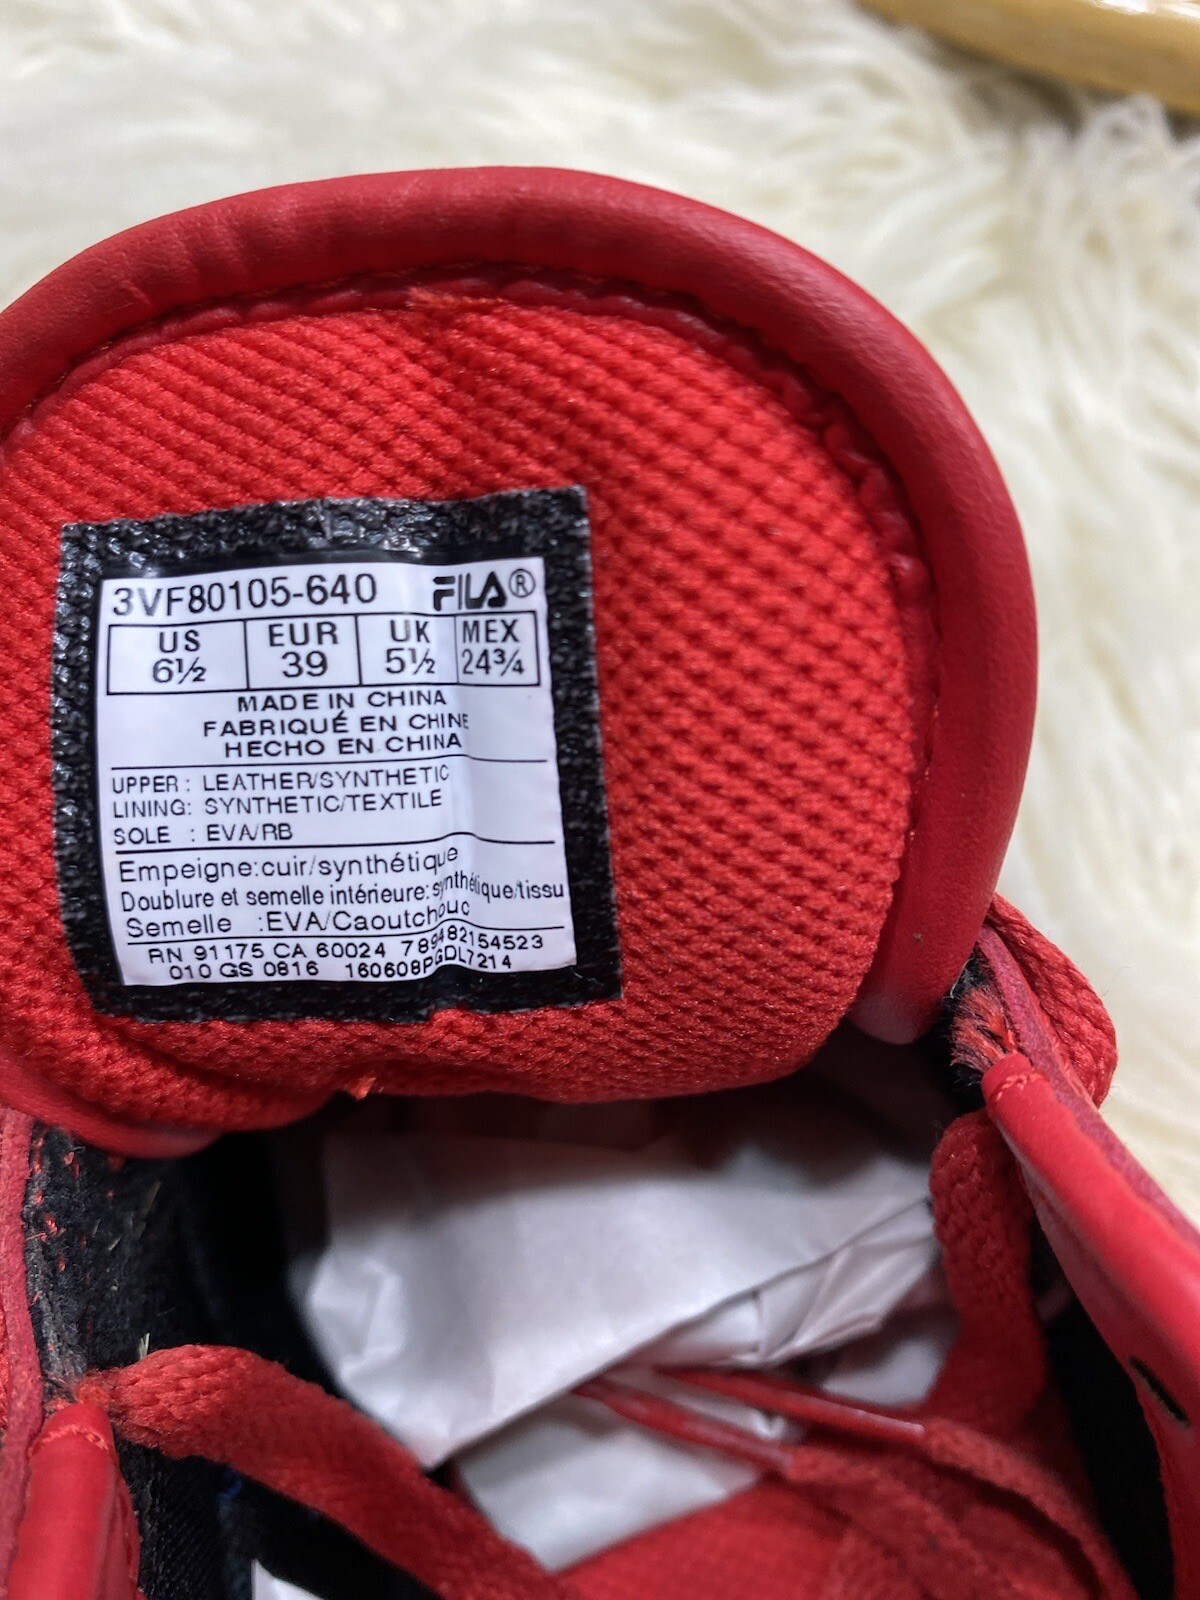 3VF80105-640 FILA®
US EUR UK MEX
6½ 39 5½ 24¾
MADE IN CHINA
FABRIQUÉ EN CHINE
HECHO EN CHINA
UPPER : LEATHER/SYNTHETIC
LINING: SYNTHETIC/TEXTILE
SOLE : EVA/RB
Empeigne:cuir/synthétique
Doublure et semelle intérieure:synthétique/tissu
Semelle :EVA/Caoutchouc
RN 91175 CA 60024 789482154523
010 GS 0816 160608PGDL7214